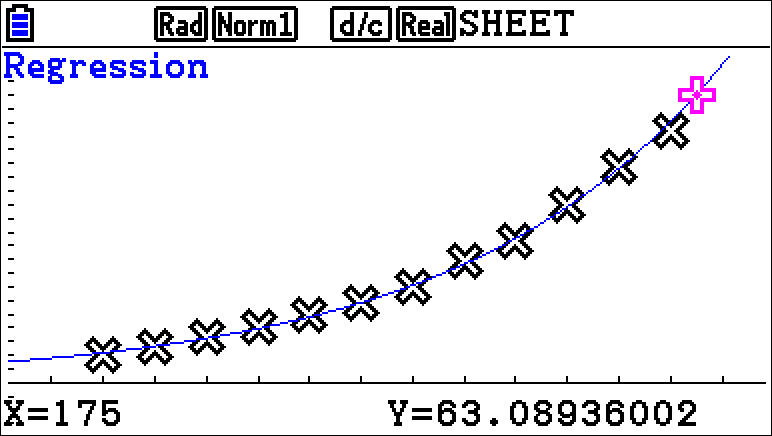 Rad Norm1 d/c Real SHEET
Regression
X=175 Y=63.08936002